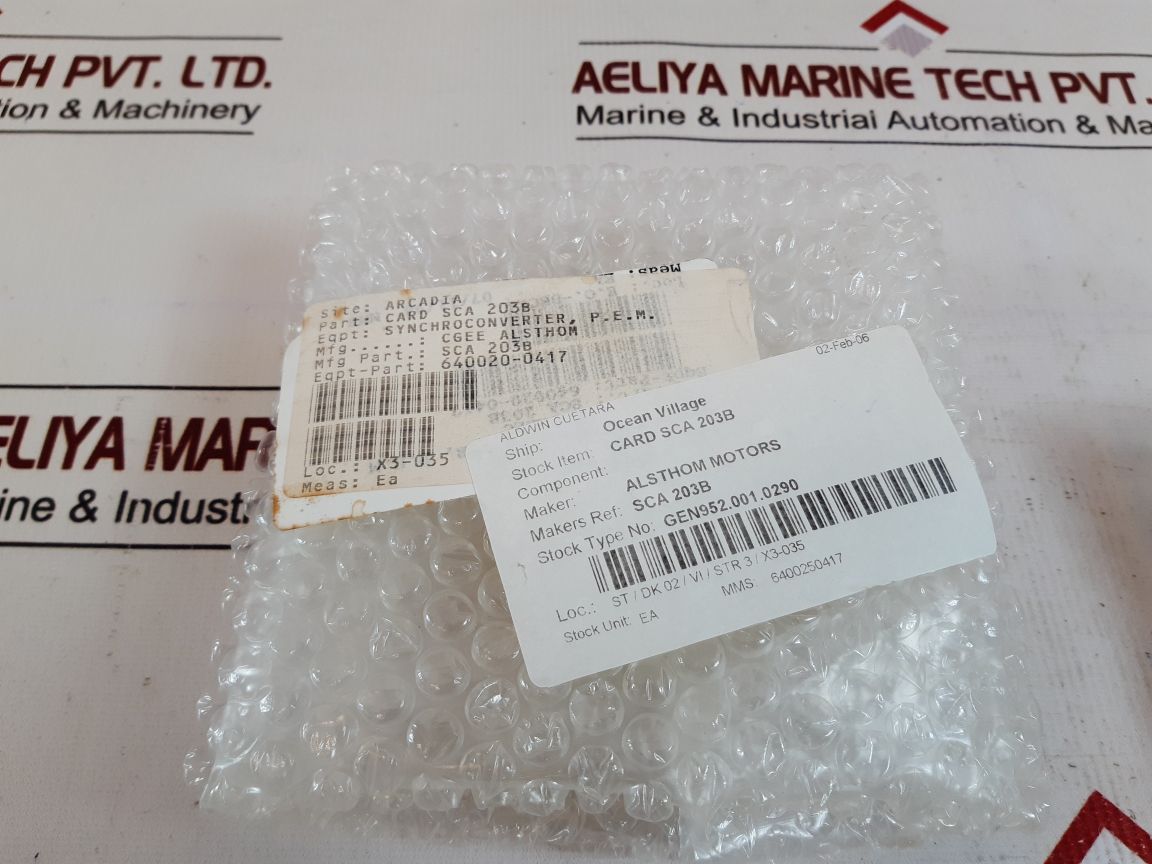 CH PVT. LTD.
tion & Machinery
AELIYA MARINE TECH PVT.
Marine & Industrial Automation & Ma
ELIYA MAR
ine & Industr
Meas:
Site: ARCADIA
Part: CARD SCA 203B
Eqpt: SYNCHROCONVERTER, P.E.M.
Mfg......: CGEE ALSTHOM
Mfg Part.: SCA 203B
Eqpt-Part: 640020-0417
Loc.: X3-035
Meas: Ea
02-Feb-06
ALDWIN CUETARA
Ship: Ocean Village
Stock Item: CARD SCA 203B
Component:
Maker: ALSTHOM MOTORS
Makers Ref: SCA 203B
Stock Type No: GEN952.001.0290
Loc.: ST / DK 02 / VI / STR 3 / X3-035
Stock Unit: EA MMS: 6400250417